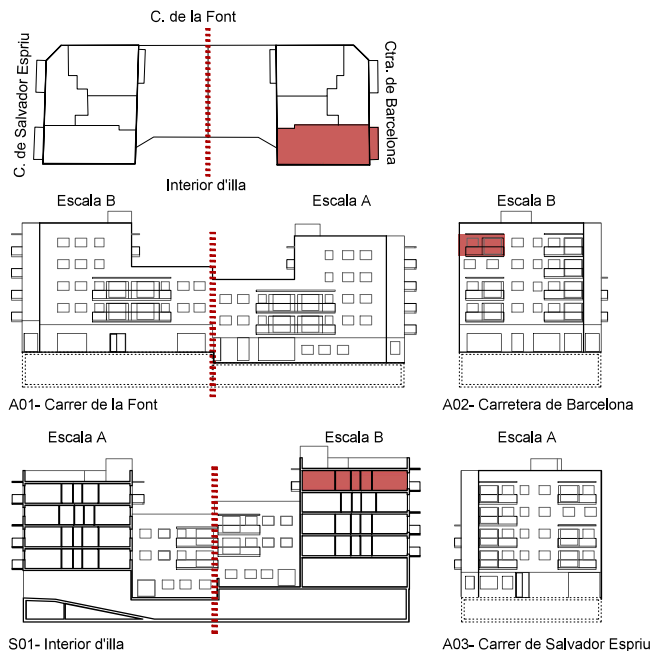 C. de la Font
C. de Salvador Espriu
Ctra. de Barcelona
Interior d'illa
Escala B
Escala A
Escala B
A01- Carrer de la Font
A02- Carretera de Barcelona
Escala A
Escala B
Escala A
S01- Interior d'illa
A03- Carrer de Salvador Espriu